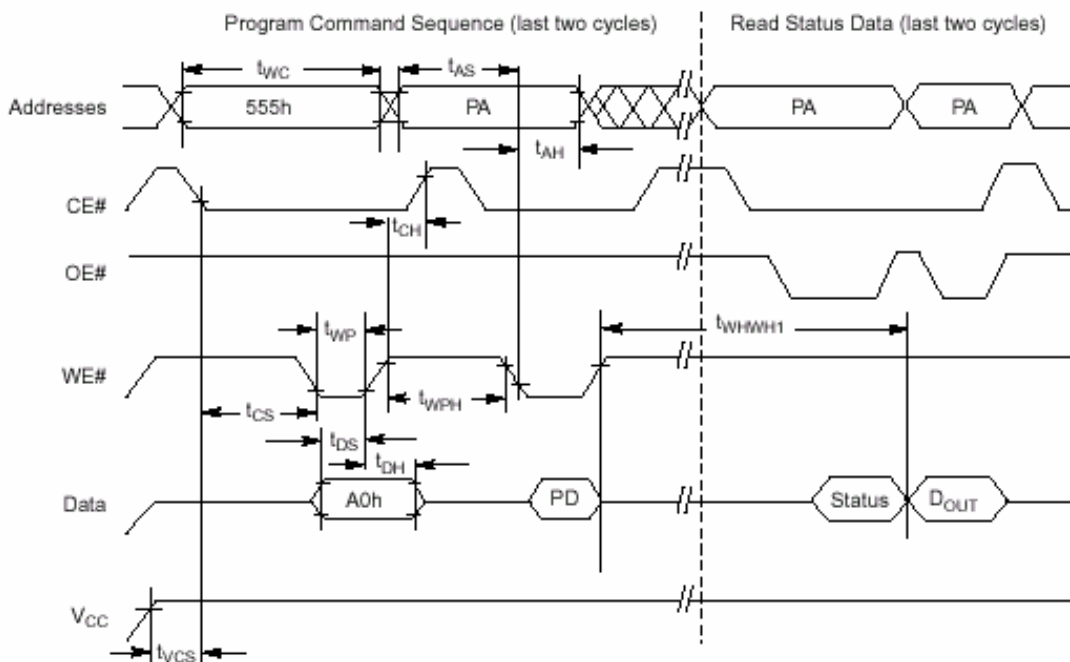 Program Command Sequence (last two cycles)
Read Status Data (last two cycles)
tWC
tAS
Addresses
555h
PA
PA
PA
tAH
CE#
tCH
OE#
tWP
tWHWH1
WE#
tCS
tWPH
tDS
tDH
Data
A0h
PD
Status
DOUT
VCC
tVCS